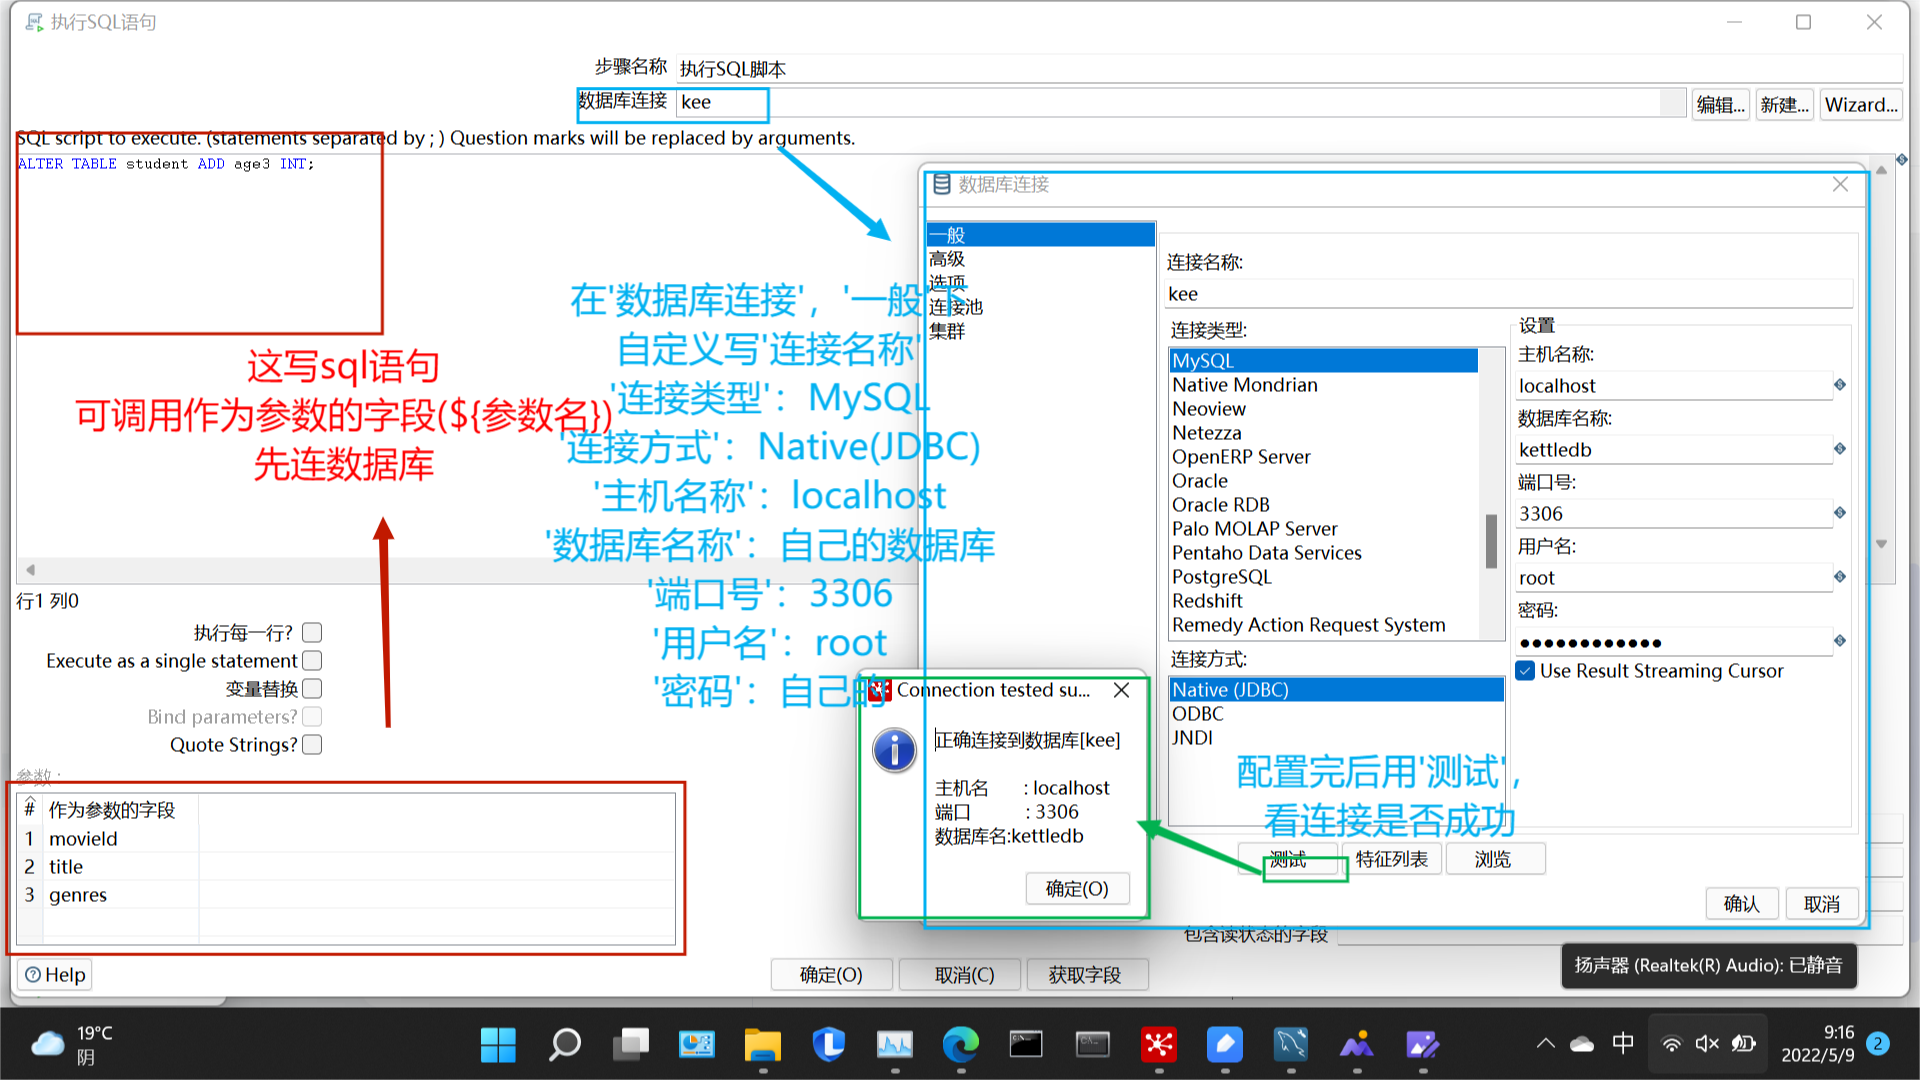 执行SQL语句
步骤名称 执行SQL脚本
数据库连接 kee 编辑... 新建... Wizard...
SQL script to execute. (statements separated by ; ) Question marks will be replaced by arguments.
ALTER TABLE student ADD age3 INT;
这写sql语句
可调用作为参数的字段(${参数名})
先连数据库
在'数据库连接'，'一般'下
自定义写'连接名称'
'连接类型'：MySQL
'连接方式'：Native(JDBC)
'主机名称'：localhost
'数据库名称'：自己的数据库
'端口号'：3306
'用户名'：root
'密码'：自己的
行1 列0
执行每一行?
Execute as a single statement
变量替换
Bind parameters?
Quote Strings?
参数 :
# 作为参数的字段
1 movieId
2 title
3 genres
Help
确定(O) 取消(C) 获取字段
数据库连接
一般
高级
选项
连接池
集群
连接名称:
kee
连接类型:
MySQL
Native Mondrian
Neoview
Netezza
OpenERP Server
Oracle
Oracle RDB
Palo MOLAP Server
Pentaho Data Services
PostgreSQL
Redshift
Remedy Action Request System
连接方式:
Native (JDBC)
ODBC
JNDI
设置
主机名称:
localhost
数据库名称:
kettledb
端口号:
3306
用户名:
root
密码:
●●●●●●●●●●●●
Use Result Streaming Cursor
配置完后用'测试'，
看连接是否成功
测试 特征列表 浏览
确认 取消
Connection tested su...
正确连接到数据库[kee]
主机名 : localhost
端口 : 3306
数据库名:kettledb
确定(O)
包含读状态的字段
扬声器 (Realtek(R) Audio): 已静音
19°C
阴
中
9:16
2022/5/9
2